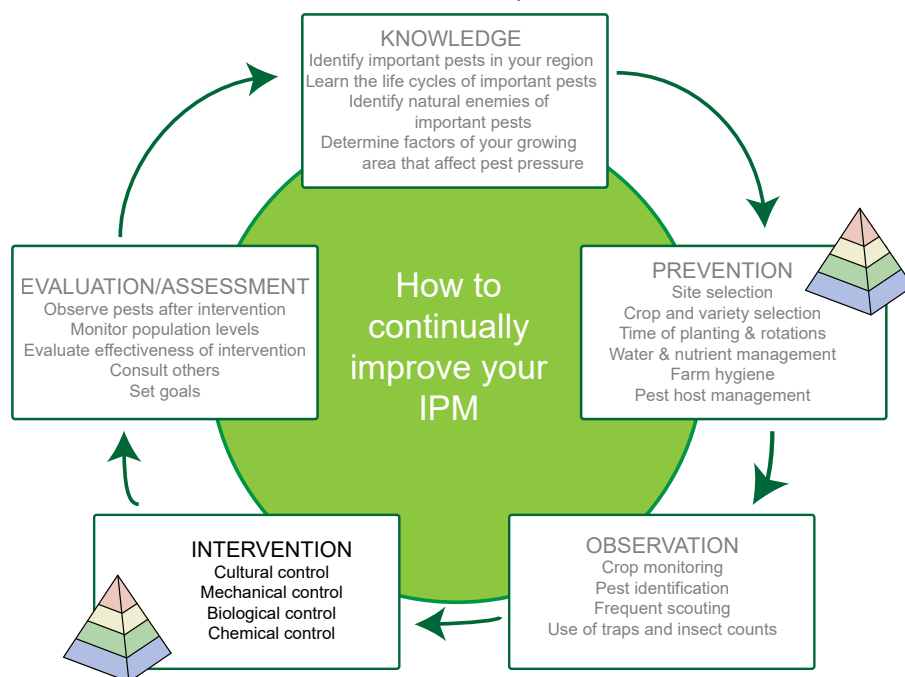 KNOWLEDGE
Identify important pests in your region
Learn the life cycles of important pests
Identify natural enemies of
important pests
Determine factors of your growing
area that affect pest pressure
PREVENTION
Site selection
Crop and variety selection
Time of planting & rotations
Water & nutrient management
Farm hygiene
Pest host management
OBSERVATION
Crop monitoring
Pest identification
Frequent scouting
Use of traps and insect counts
INTERVENTION
Cultural control
Mechanical control
Biological control
Chemical control
EVALUATION/ASSESSMENT
Observe pests after intervention
Monitor population levels
Evaluate effectiveness of intervention
Consult others
Set goals
How to
continually
improve your
IPM